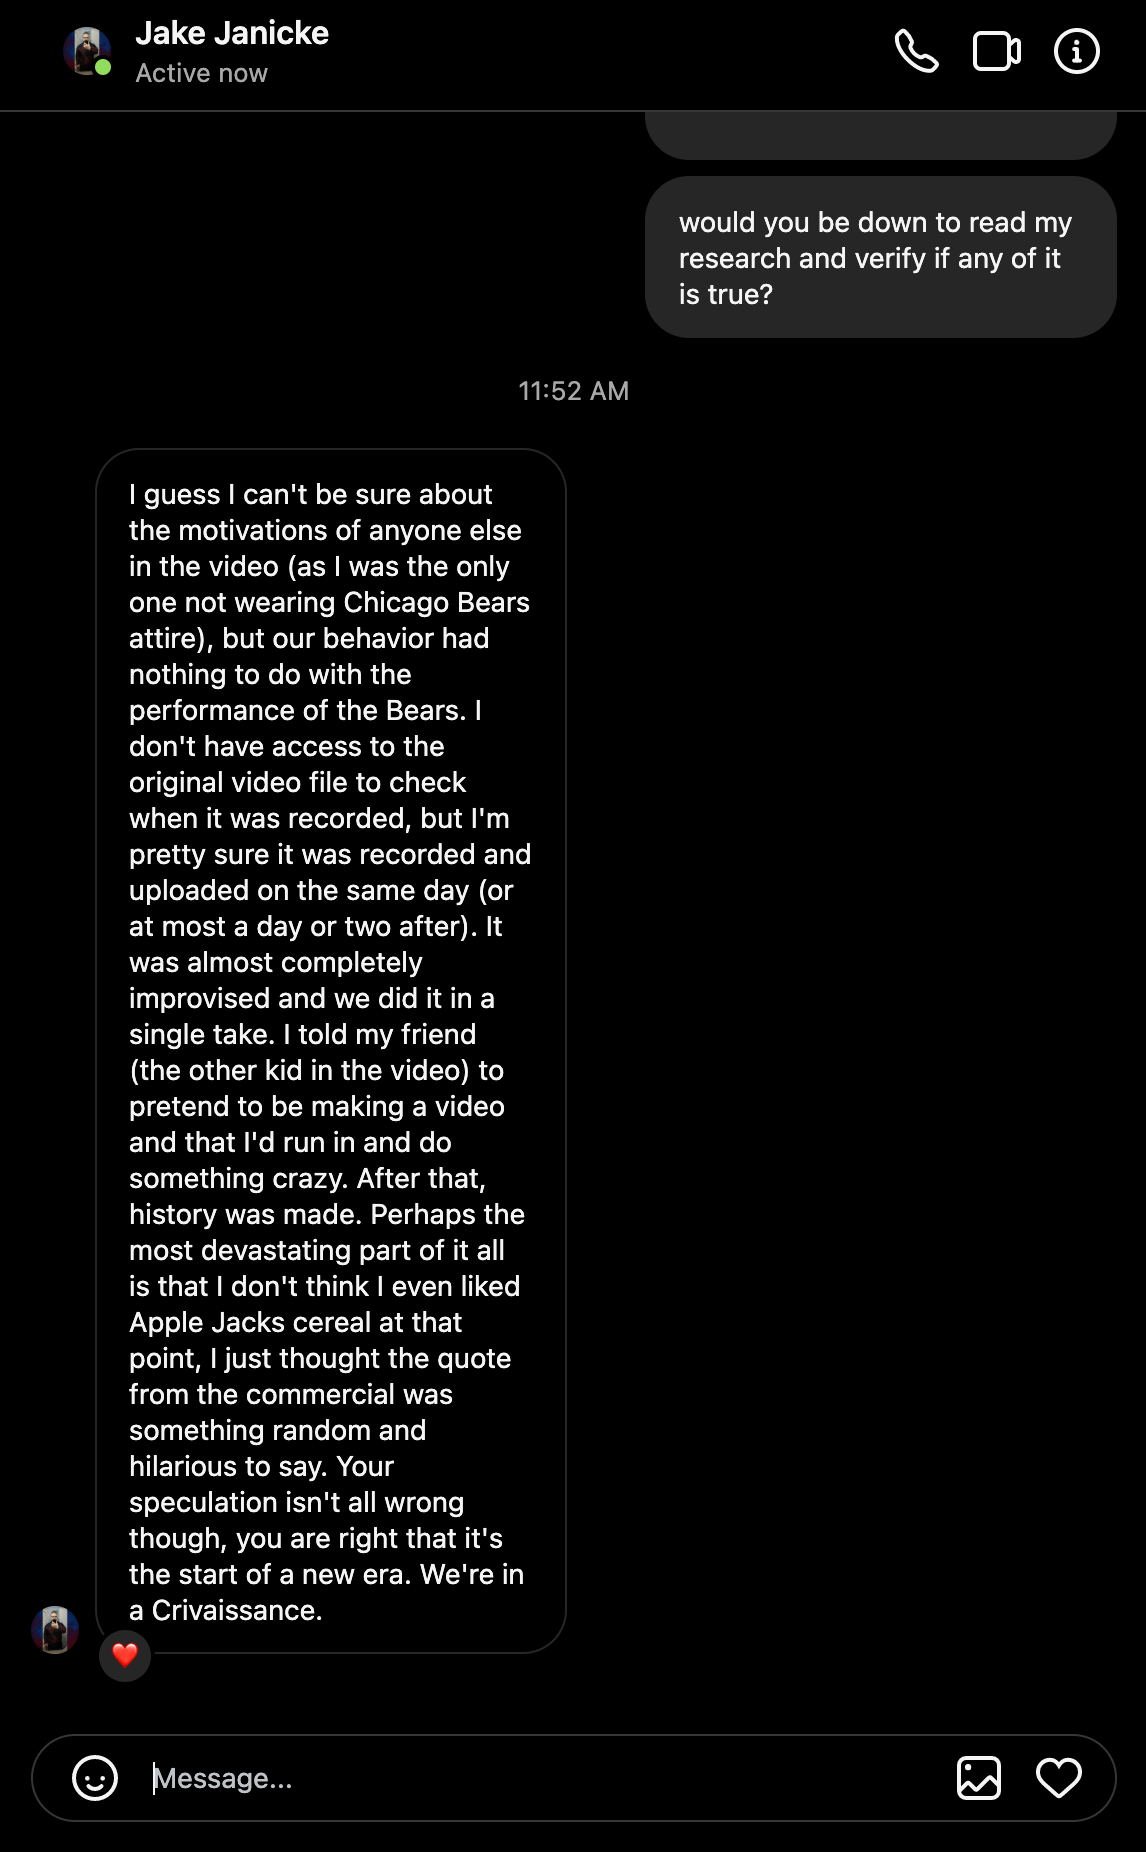 Jake Janicke
Active now
would you be down to read my
research and verify if any of it
is true?
11:52 AM
I guess I can't be sure about
the motivations of anyone else
in the video (as I was the only
one not wearing Chicago Bears
attire), but our behavior had
nothing to do with the
performance of the Bears. I
don't have access to the
original video file to check
when it was recorded, but I'm
pretty sure it was recorded and
uploaded on the same day (or
at most a day or two after). It
was almost completely
improvised and we did it in a
single take. I told my friend
(the other kid in the video) to
pretend to be making a video
and that I'd run in and do
something crazy. After that,
history was made. Perhaps the
most devastating part of it all
is that I don't think I even liked
Apple Jacks cereal at that
point, I just thought the quote
from the commercial was
something random and
hilarious to say. Your
speculation isn't all wrong
though, you are right that it's
the start of a new era. We're in
a Crivaissance.
Message...